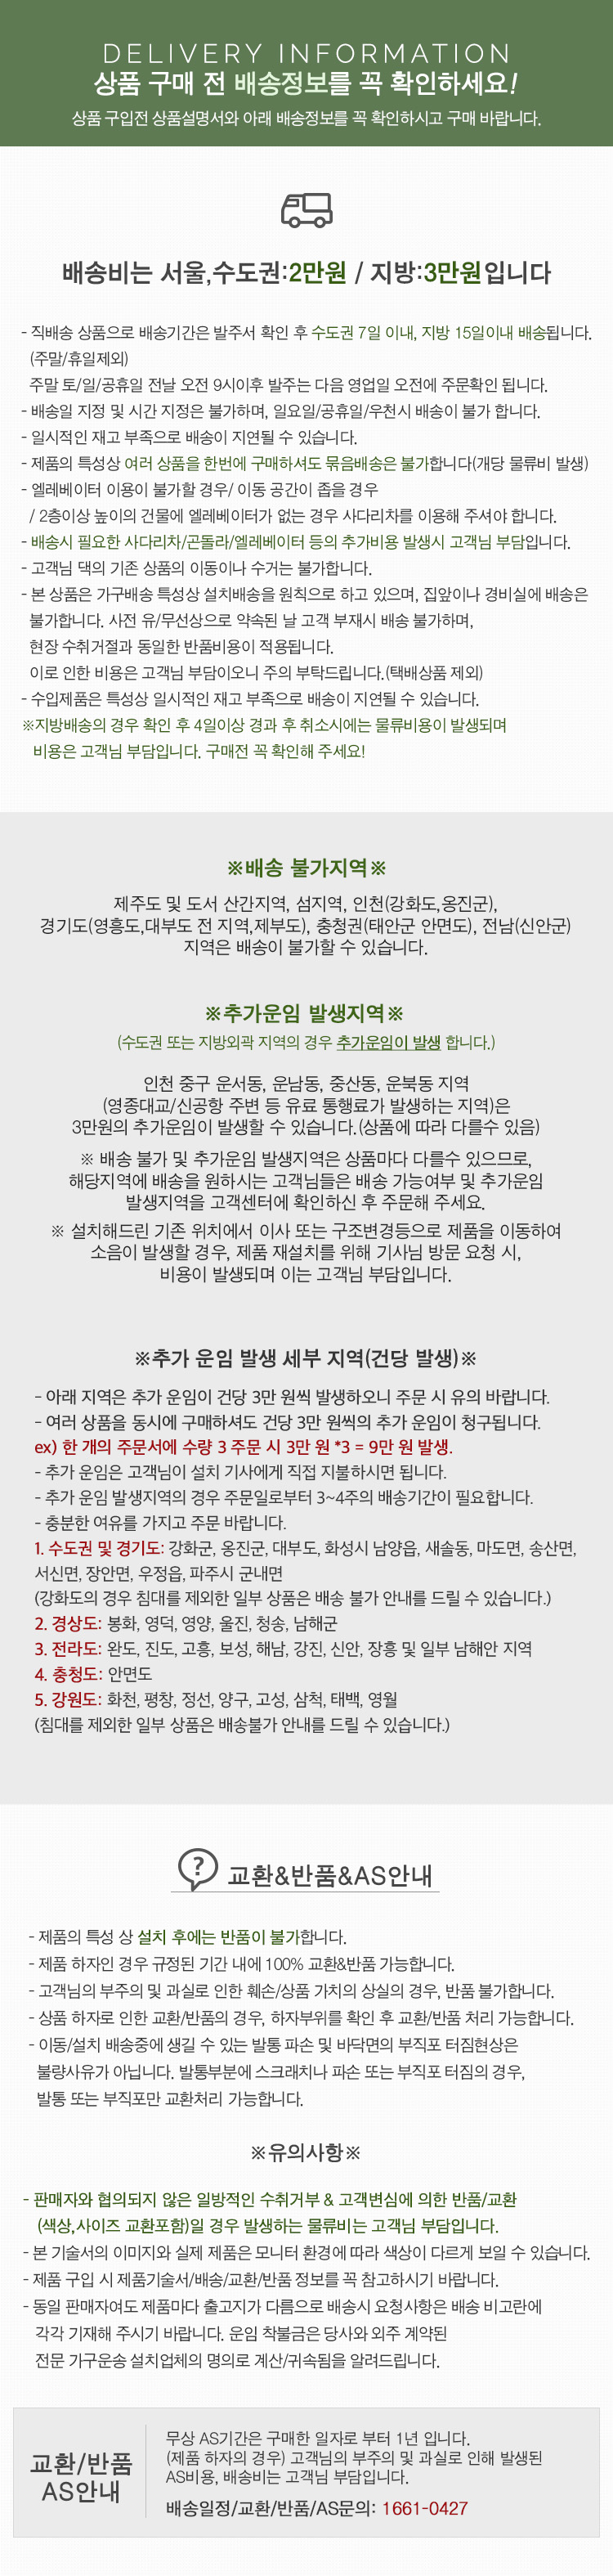 DELIVERY INFORMATION
상품 구매 전 배송정보를 꼭 확인하세요!
상품 구입전 상품설명서와 아래 배송정보를 꼭 확인하시고 구매 바랍니다.
배송비는 서울,수도권:2만원 / 지방:3만원입니다
- 직배송 상품으로 배송기간은 발주서 확인 후 수도권 7일 이내, 지방 15일이내 배송됩니다.
(주말/휴일제외)
주말 토/일/공휴일 전날 오전 9시이후 발주는 다음 영업일 오전에 주문확인 됩니다.
- 배송일 지정 및 시간 지정은 불가하며, 일요일/공휴일/우천시 배송이 불가 합니다.
- 일시적인 재고 부족으로 배송이 지연될 수 있습니다.
- 제품의 특성상 여러 상품을 한번에 구매하셔도 묶음배송은 불가합니다(개당 물류비 발생)
- 엘레베이터 이용이 불가할 경우/ 이동 공간이 좁을 경우
/ 2층이상 높이의 건물에 엘레베이터가 없는 경우 사다리차를 이용해 주셔야 합니다.
- 배송시 필요한 사다리차/곤돌라/엘레베이터 등의 추가비용 발생시 고객님 부담입니다.
- 고객님 댁의 기존 상품의 이동이나 수거는 불가합니다.
- 본 상품은 가구배송 특성상 설치배송을 원칙으로 하고 있으며, 집앞이나 경비실에 배송은
불가합니다. 사전 유/무선상으로 약속된 날 고객 부재시 배송 불가하며,
현장 수취거절과 동일한 반품비용이 적용됩니다.
이로 인한 비용은 고객님 부담이오니 주의 부탁드립니다.(택배상품 제외)
- 수입제품은 특성상 일시적인 재고 부족으로 배송이 지연될 수 있습니다.
※지방배송의 경우 확인 후 4일이상 경과 후 취소시에는 물류비용이 발생되며
비용은 고객님 부담입니다. 구매전 꼭 확인해 주세요!
※배송 불가지역※
제주도 및 도서 산간지역, 섬지역, 인천(강화도,옹진군),
경기도(영흥도,대부도 전 지역,제부도), 충청권(태안군 안면도), 전남(신안군)
지역은 배송이 불가할 수 있습니다.
※추가운임 발생지역※
(수도권 또는 지방외곽 지역의 경우 추가운임이 발생 합니다.)
인천 중구 운서동, 운남동, 중산동, 운북동 지역
(영종대교/신공항 주변 등 유료 통행료가 발생하는 지역)은
3만원의 추가운임이 발생할 수 있습니다.(상품에 따라 다를수 있음)
※ 배송 불가 및 추가운임 발생지역은 상품마다 다를수 있으므로,
해당지역에 배송을 원하시는 고객님들은 배송 가능여부 및 추가운임
발생지역을 고객센터에 확인하신 후 주문해 주세요.
※ 설치해드린 기존 위치에서 이사 또는 구조변경등으로 제품을 이동하여
소음이 발생할 경우, 제품 재설치를 위해 기사님 방문 요청 시,
비용이 발생되며 이는 고객님 부담입니다.
※추가 운임 발생 세부 지역(건당 발생)※
- 아래 지역은 추가 운임이 건당 3만 원씩 발생하오니 주문 시 유의 바랍니다.
- 여러 상품을 동시에 구매하셔도 건당 3만 원씩의 추가 운임이 청구됩니다.
ex) 한 개의 주문서에 수량 3 주문 시 3만 원 *3 = 9만 원 발생.
- 추가 운임은 고객님이 설치 기사에게 직접 지불하시면 됩니다.
- 추가 운임 발생지역의 경우 주문일로부터 3~4주의 배송기간이 필요합니다.
- 충분한 여유를 가지고 주문 바랍니다.
1. 수도권 및 경기도: 강화군, 옹진군, 대부도, 화성시 남양읍, 새솔동, 마도면, 송산면,
서신면, 장안면, 우정읍, 파주시 군내면
(강화도의 경우 침대를 제외한 일부 상품은 배송 불가 안내를 드릴 수 있습니다.)
2. 경상도: 봉화, 영덕, 영양, 울진, 청송, 남해군
3. 전라도: 완도, 진도, 고흥, 보성, 해남, 강진, 신안, 장흥 및 일부 남해안 지역
4. 충청도: 안면도
5. 강원도: 화천, 평창, 정선, 양구, 고성, 삼척, 태백, 영월
(침대를 제외한 일부 상품은 배송불가 안내를 드릴 수 있습니다.)
? 교환&반품&AS안내
- 제품의 특성 상 설치 후에는 반품이 불가합니다.
- 제품 하자인 경우 규정된 기간 내에 100% 교환&반품 가능합니다.
- 고객님의 부주의 및 과실로 인한 훼손/상품 가치의 상실의 경우, 반품 불가합니다.
- 상품 하자로 인한 교환/반품의 경우, 하자부위를 확인 후 교환/반품 처리 가능합니다.
- 이동/설치 배송중에 생길 수 있는 발통 파손 및 바닥면의 부직포 터짐현상은
불량사유가 아닙니다. 발통부분에 스크래치나 파손 또는 부직포 터짐의 경우,
발통 또는 부직포만 교환처리 가능합니다.
※유의사항※
- 판매자와 협의되지 않은 일방적인 수취거부 & 고객변심에 의한 반품/교환
(색상,사이즈 교환포함)일 경우 발생하는 물류비는 고객님 부담입니다.
- 본 기술서의 이미지와 실제 제품은 모니터 환경에 따라 색상이 다르게 보일 수 있습니다.
- 제품 구입 시 제품기술서/배송/교환/반품 정보를 꼭 참고하시기 바랍니다.
- 동일 판매자여도 제품마다 출고지가 다름으로 배송시 요청사항은 배송 비고란에
각각 기재해 주시기 바랍니다. 운임 착불금은 당사와 외주 계약된
전문 가구운송 설치업체의 명의로 계산/귀속됨을 알려드립니다.
교환/반품
AS안내
무상 AS기간은 구매한 일자로 부터 1년 입니다.
(제품 하자의 경우) 고객님의 부주의 및 과실로 인해 발생된
AS비용, 배송비는 고객님 부담입니다.
배송일정/교환/반품/AS문의: 1661-0427